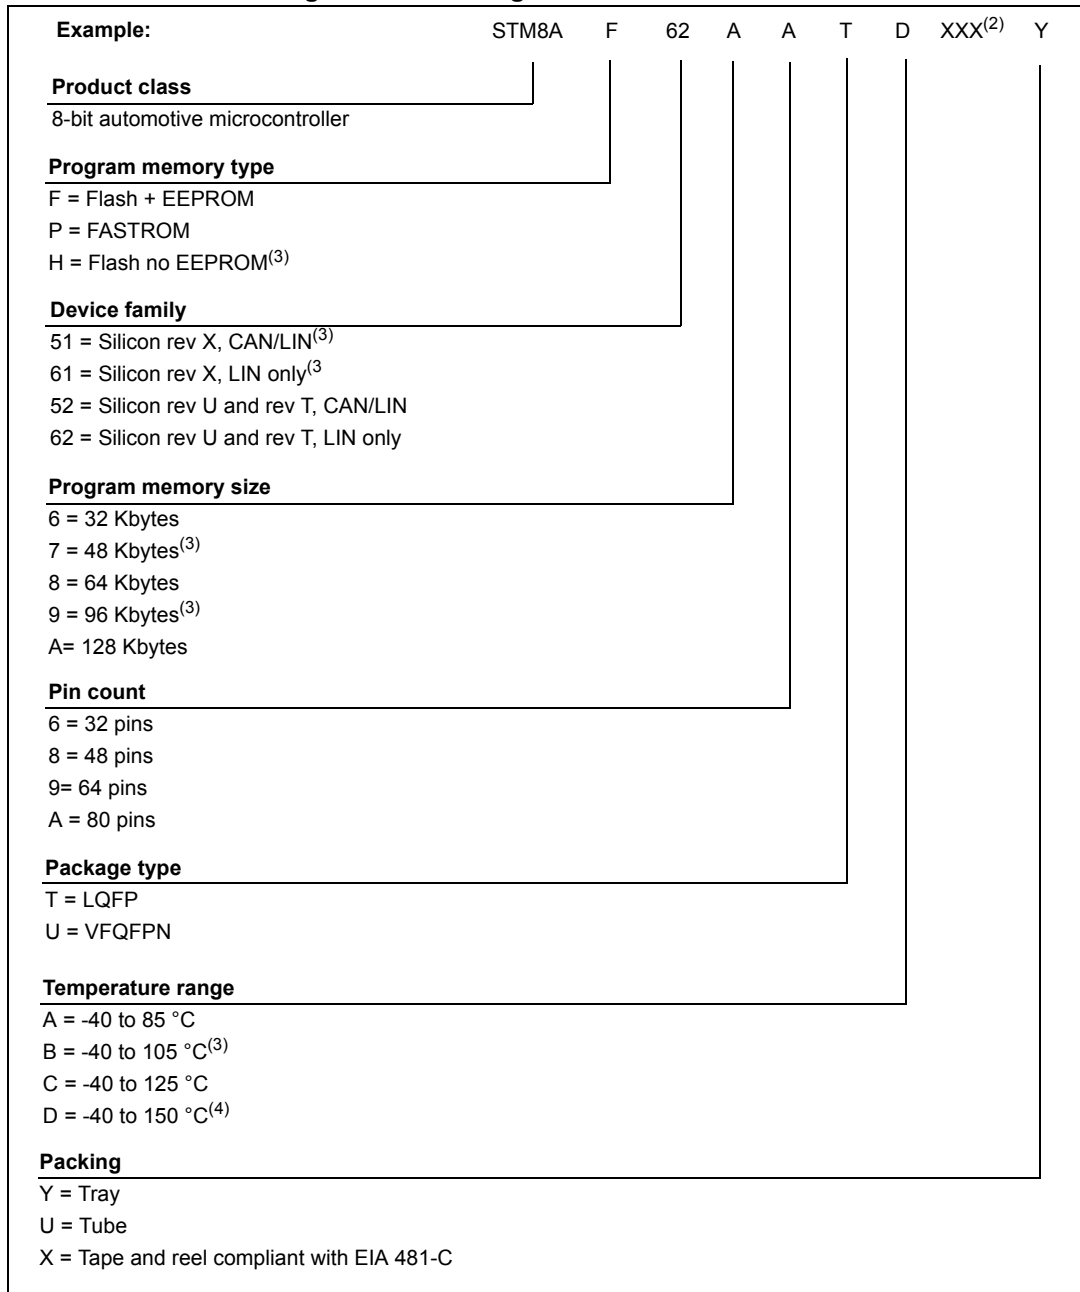 Example: STM8A F 62 A A T D XXX(2) Y
Product class
8-bit automotive microcontroller
Program memory type
F = Flash + EEPROM
P = FASTROM
H = Flash no EEPROM(3)
Device family
51 = Silicon rev X, CAN/LIN(3)
61 = Silicon rev X, LIN only(3
52 = Silicon rev U and rev T, CAN/LIN
62 = Silicon rev U and rev T, LIN only
Program memory size
6 = 32 Kbytes
7 = 48 Kbytes(3)
8 = 64 Kbytes
9 = 96 Kbytes(3)
A= 128 Kbytes
Pin count
6 = 32 pins
8 = 48 pins
9= 64 pins
A = 80 pins
Package type
T = LQFP
U = VFQFPN
Temperature range
A = -40 to 85 °C
B = -40 to 105 °C(3)
C = -40 to 125 °C
D = -40 to 150 °C(4)
Packing
Y = Tray
U = Tube
X = Tape and reel compliant with EIA 481-C